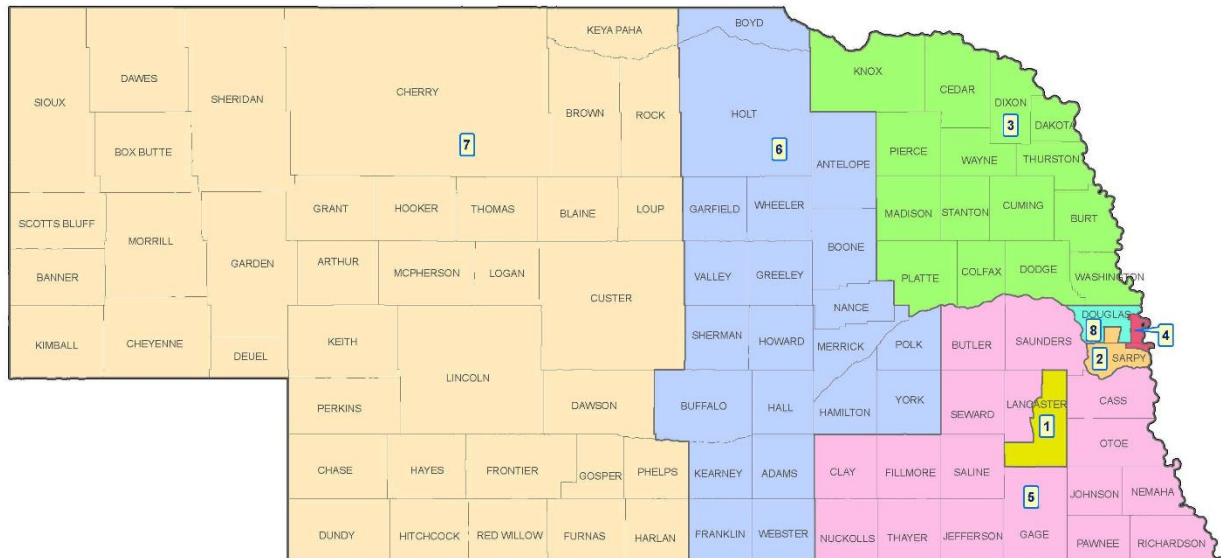 BOYD
KEYA PAHA
KNOX
CEDAR
DAWES
SIOUX
SHERIDAN
CHERRY
BROWN
ROCK
HOLT
DIXON
3
DAKOTA
7
6
BOX BUTTE
ANTELOPE
PIERCE
WAYNE
THURSTON
SCOTTS BLUFF
GRANT
HOOKER
THOMAS
BLAINE
LOUP
GARFIELD
WHEELER
MADISON
STANTON
CUMING
BURT
MORRILL
BOONE
BANNER
GARDEN
ARTHUR
MCPHERSON
LOGAN
VALLEY
GREELEY
PLATTE
COLFAX
DODGE
WASHINGTON
CUSTER
NANCE
KIMBALL
CHEYENNE
DEUEL
KEITH
SHERMAN
HOWARD
MERRICK
POLK
BUTLER
SAUNDERS
DOUGLAS
8
4
2
SARPY
LINCOLN
PERKINS
DAWSON
BUFFALO
HALL
HAMILTON
YORK
SEWARD
LANCASTER
1
CASS
OTOE
CHASE
HAYES
FRONTIER
GOSPER
PHELPS
KEARNEY
ADAMS
CLAY
FILLMORE
SALINE
5
JOHNSON
NEMAHA
DUNDY
HITCHCOCK
RED WILLOW
FURNAS
HARLAN
FRANKLIN
WEBSTER
NUCKOLLS
THAYER
JEFFERSON
GAGE
PAWNEE
RICHARDSON